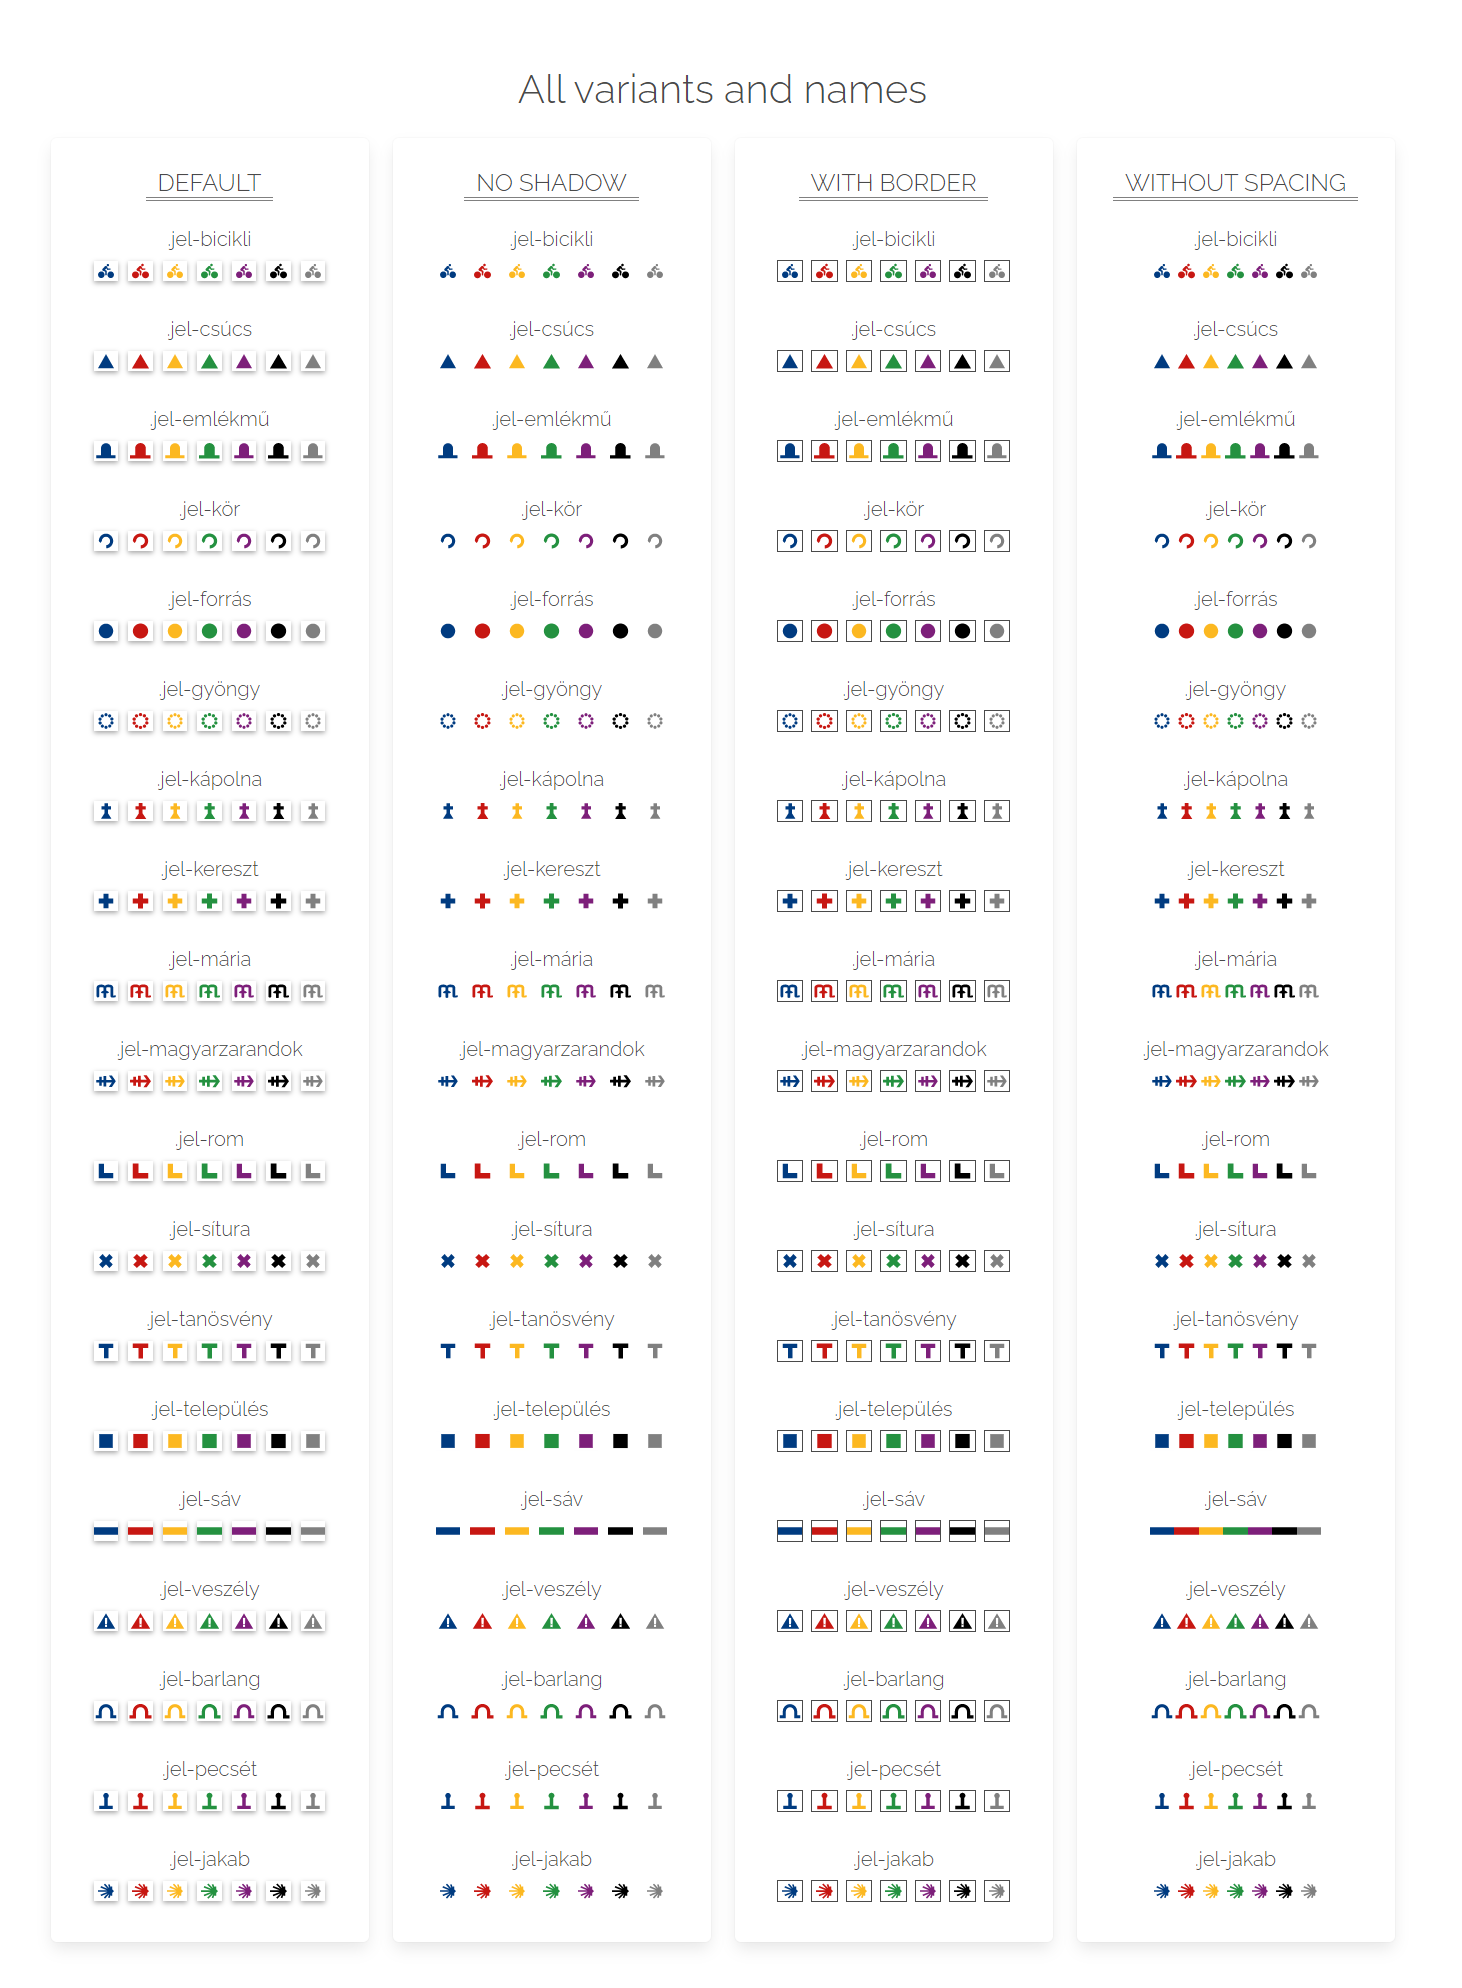 All variants and names
DEFAULT
.jel-bicikli
.jel-csúcs
.jel-emlékmű
.jel-kör
.jel-forrás
.jel-gyöngy
.jel-kápolna
.jel-kereszt
.jel-mária
.jel-magyarzarandok
.jel-rom
.jel-sítura
.jel-tanösvény
.jel-település
.jel-sáv
.jel-veszély
.jel-barlang
.jel-pecsét
.jel-jakab
NO SHADOW
.jel-bicikli
.jel-csúcs
.jel-emlékmű
.jel-kör
.jel-forrás
.jel-gyöngy
.jel-kápolna
.jel-kereszt
.jel-mária
.jel-magyarzarandok
.jel-rom
.jel-sítura
.jel-tanösvény
.jel-település
.jel-sáv
.jel-veszély
.jel-barlang
.jel-pecsét
.jel-jakab
WITH BORDER
.jel-bicikli
.jel-csúcs
.jel-emlékmű
.jel-kör
.jel-forrás
.jel-gyöngy
.jel-kápolna
.jel-kereszt
.jel-mária
.jel-magyarzarandok
.jel-rom
.jel-sítura
.jel-tanösvény
.jel-település
.jel-sáv
.jel-veszély
.jel-barlang
.jel-pecsét
.jel-jakab
WITHOUT SPACING
.jel-bicikli
.jel-csúcs
.jel-emlékmű
.jel-kör
.jel-forrás
.jel-gyöngy
.jel-kápolna
.jel-kereszt
.jel-mária
.jel-magyarzarandok
.jel-rom
.jel-sítura
.jel-tanösvény
.jel-település
.jel-sáv
.jel-veszély
.jel-barlang
.jel-pecsét
.jel-jakab